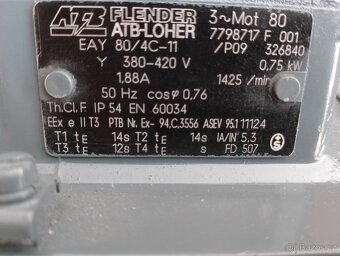 ATB FLENDER 3~Mot 80
ATB-LOHER 7798717 F 001
EAY 80/4C-11 /P09 326840
Y 380-420 V 0,75 kW
1,88A 1425 /min
50 Hz cosφ 0,76
Th.Cl.F IP 54 EN 60034
EEx e II T3 PTB Nr. Ex- 94.C.3556 ASEV 95.1 11124
T1 tE 14s T2 tE 14s IA/IN 5,3
T3 tE 12s T4 tE s FD 507